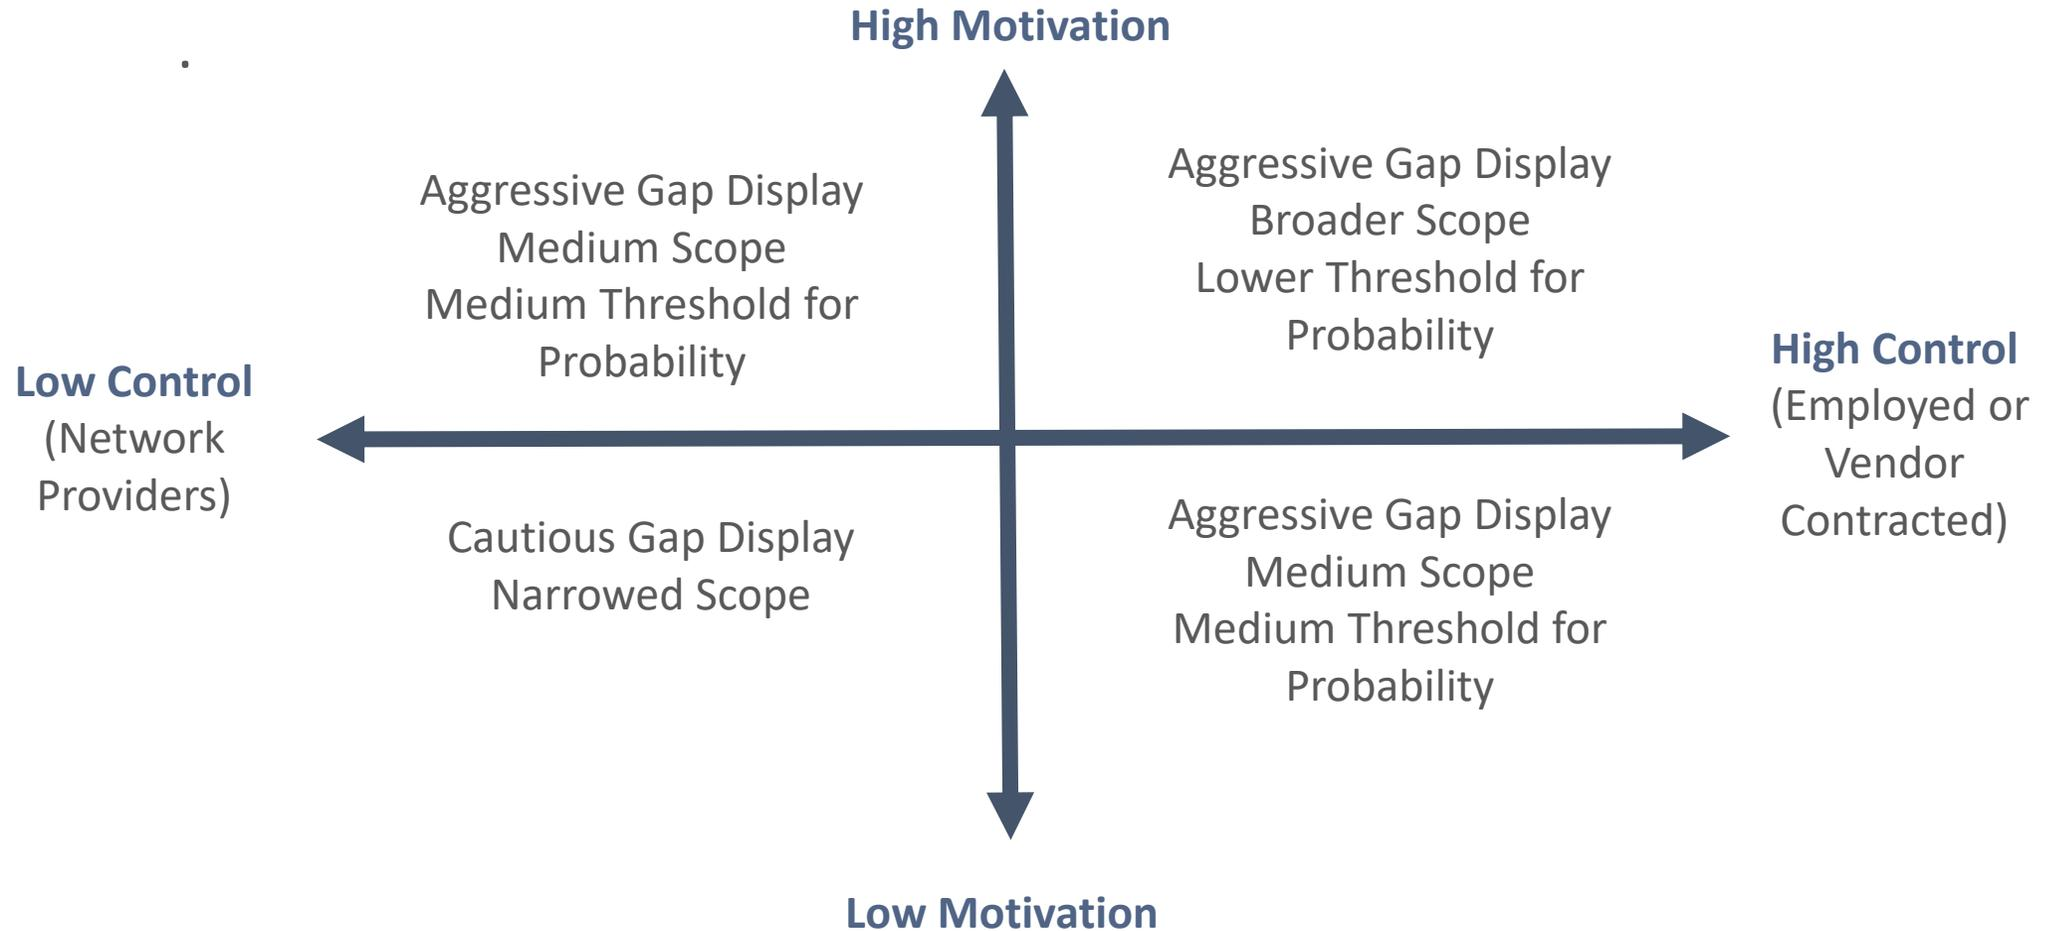 High Motivation
.
Aggressive Gap Display
Medium Scope
Medium Threshold for
Probability
Aggressive Gap Display
Broader Scope
Lower Threshold for
Probability
Low Control
(Network
Providers)
High Control
(Employed or
Vendor
Contracted)
Cautious Gap Display
Narrowed Scope
Aggressive Gap Display
Medium Scope
Medium Threshold for
Probability
Low Motivation